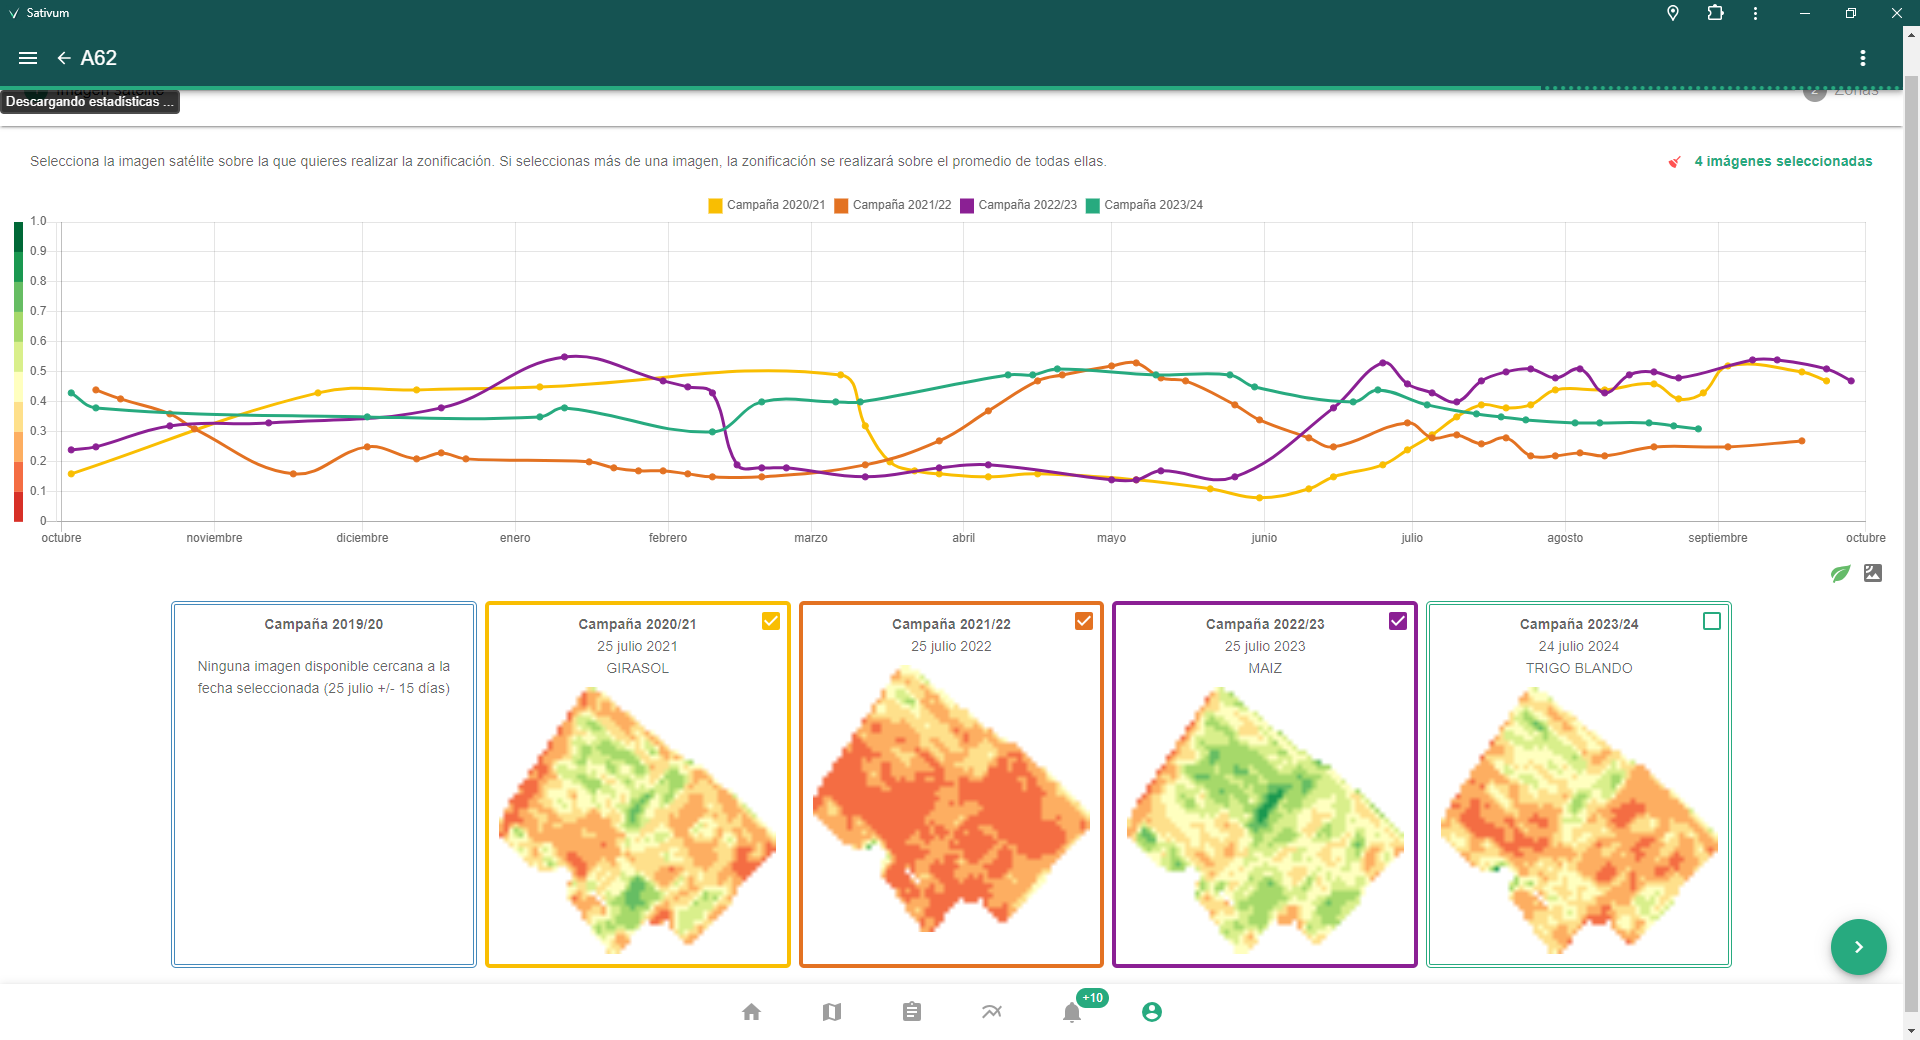 Sativum
A62
Imagen satélite
Descargando estadísticas ...
2 Zonas
Selecciona la imagen satélite sobre la que quieres realizar la zonificación. Si seleccionas más de una imagen, la zonificación se realizará sobre el promedio de todas ellas.
4 imágenes seleccionadas
Campaña 2020/21 Campaña 2021/22 Campaña 2022/23 Campaña 2023/24
1.0
0.9
0.8
0.7
0.6
0.5
0.4
0.3
0.2
0.1
0
octubre noviembre diciembre enero febrero marzo abril mayo junio julio agosto septiembre octubre
Campaña 2019/20
Ninguna imagen disponible cercana a la
fecha seleccionada (25 julio +/- 15 días)
Campaña 2020/21
25 julio 2021
GIRASOL
Campaña 2021/22
25 julio 2022
Campaña 2022/23
25 julio 2023
MAIZ
Campaña 2023/24
24 julio 2024
TRIGO BLANDO
+10